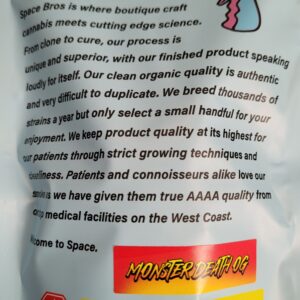 Space Bros is where boutique craft
cannabis meets cutting edge science.
From clone to cure, our process is
unique and superior, with our finished product speaking
loudly for itself. Our clean organic quality is authentic
and very difficult to duplicate. We breed thousands of
strains a year but only select a small handful for your
enjoyment. We keep product quality at its highest for
our patients through strict growing techniques and
Patients and connoisseurs alike love our
is we have given them true AAAA quality from
medical facilities on the West Coast.
come to Space.
MONSTER DEATH OG